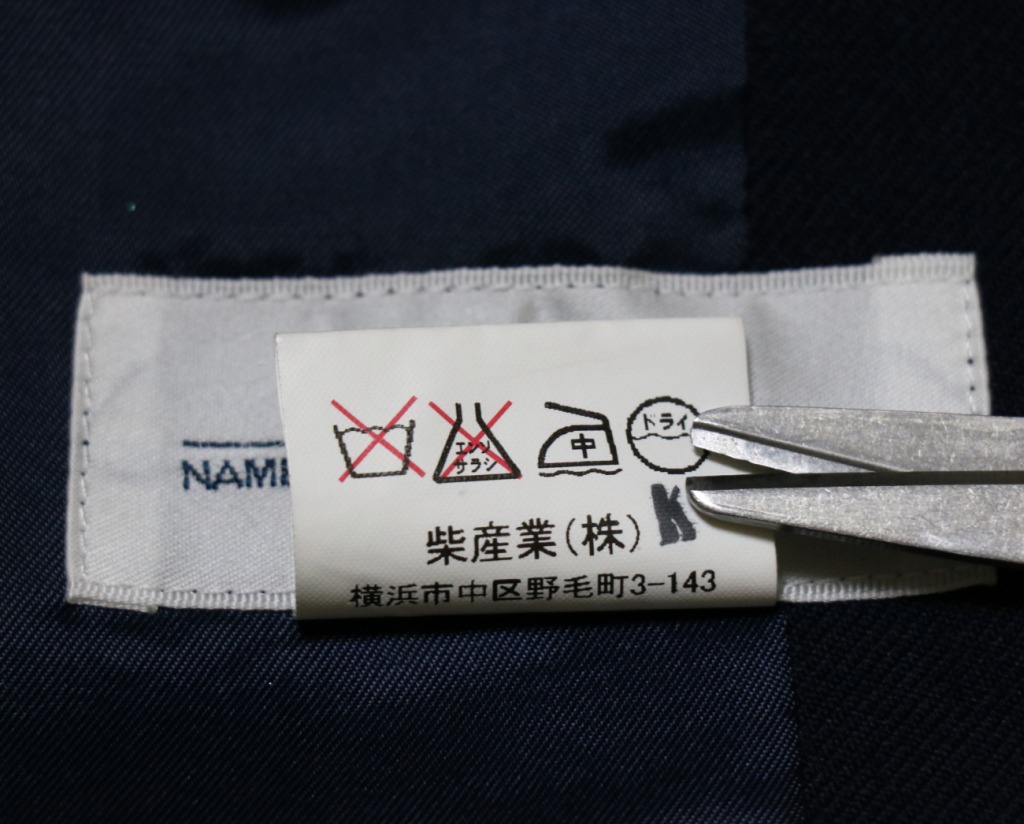 NAME
エンソ
サラシ
中
ドライ
K
柴産業(株)
横浜市中区野毛町3-143